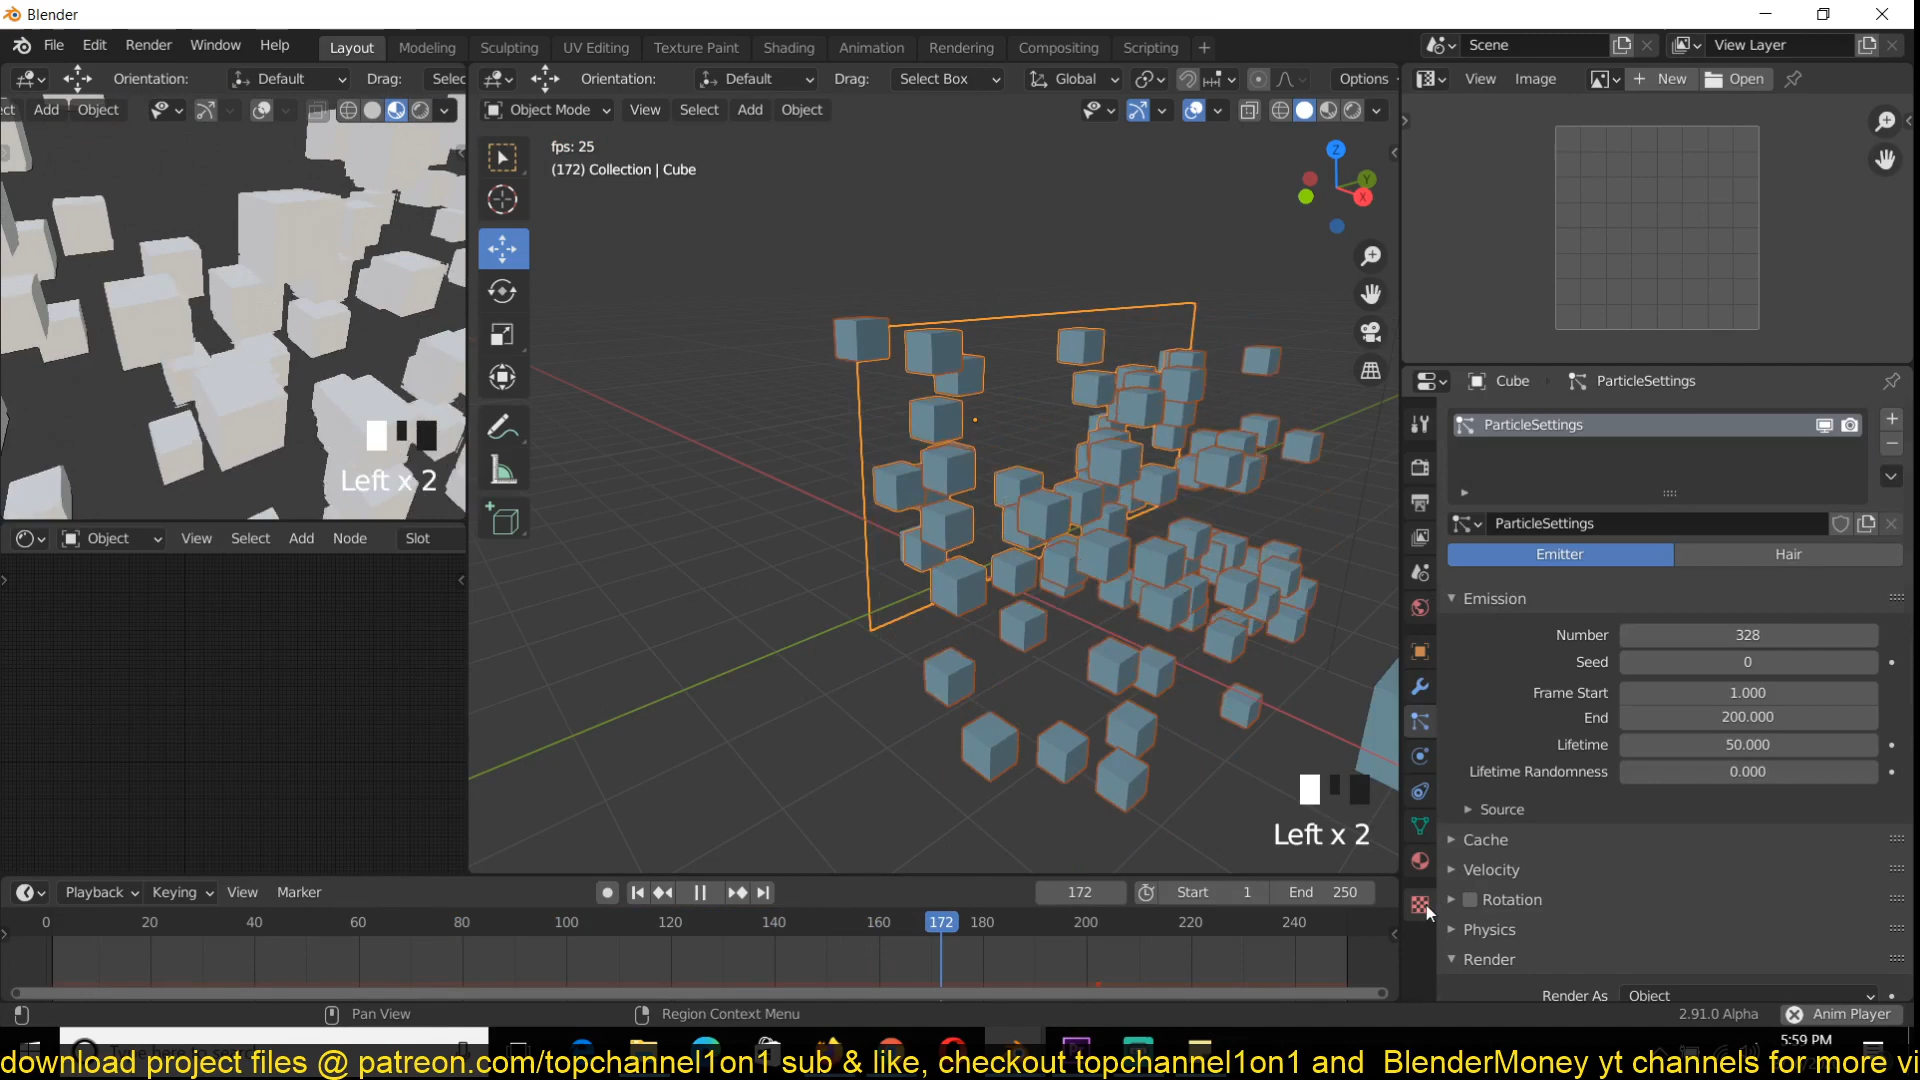 Blender
File Edit Render Window Help Layout Modeling Sculpting UV Editing Texture Paint Shading Animation Rendering Compositing Scripting + Scene View Layer
Orientation: Default Drag: Selec Orientation: Default Drag: Select Box Global Options View Image + New Open
ct Add Object Object Mode View Select Add Object
fps: 25
(172) Collection | Cube
Z
Y
X
Left x 2
Cube ParticleSettings
ParticleSettings
ParticleSettings
Emitter Hair
Object View Select Add Node Slot
Emission
Number 328
Seed 0
Frame Start 1.000
End 200.000
Lifetime 50.000
Lifetime Randomness 0.000
Source
Cache
Velocity
Rotation
Physics
Render
Render As Object
Left x 2
Playback Keying View Marker 172 Start 1 End 250
0 20 40 60 80 100 120 140 160 172 180 200 220 240
Pan View Region Context Menu 2.91.0 Alpha Anim Player
5:59 PM
download project files @ patreon.com/topchannel1on1 sub & like, checkout topchannel1on1 and BlenderMoney yt channels for more vi